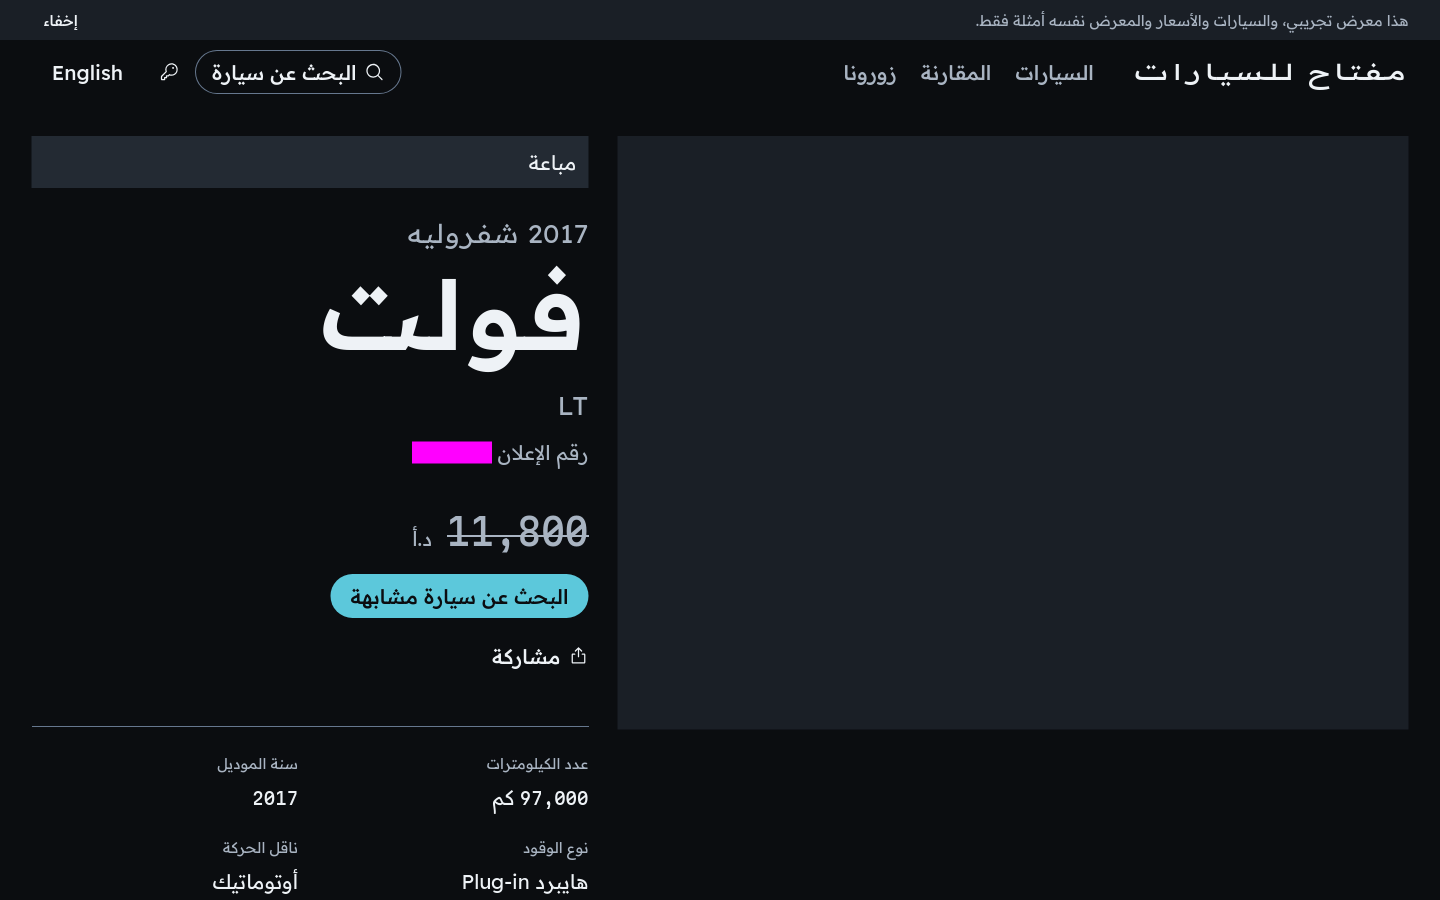 هذا معرض تجريبي، والسيارات والأسعار والمعرض نفسه أمثلة فقط.
إخفاء
مفتاح للسيارات
السيارات
المقارنة
زورونا
البحث عن سيارة
English
مباعة
2017 شفروليه
فولت
LT
رقم الإعلان
11,800 د.أ
البحث عن سيارة مشابهة
مشاركة
عدد الكيلومترات
97,000 كم
سنة الموديل
2017
نوع الوقود
هايبرد Plug-in
ناقل الحركة
أوتوماتيك